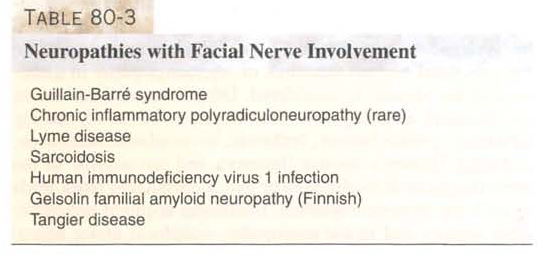 TABLE 80-3
Neuropathies with Facial Nerve Involvement
Guillain-Barré syndrome
Chronic inflammatory polyradiculoneuropathy (rare)
Lyme disease
Sarcoidosis
Human immunodeficiency virus 1 infection
Gelsolin familial amyloid neuropathy (Finnish)
Tangier disease